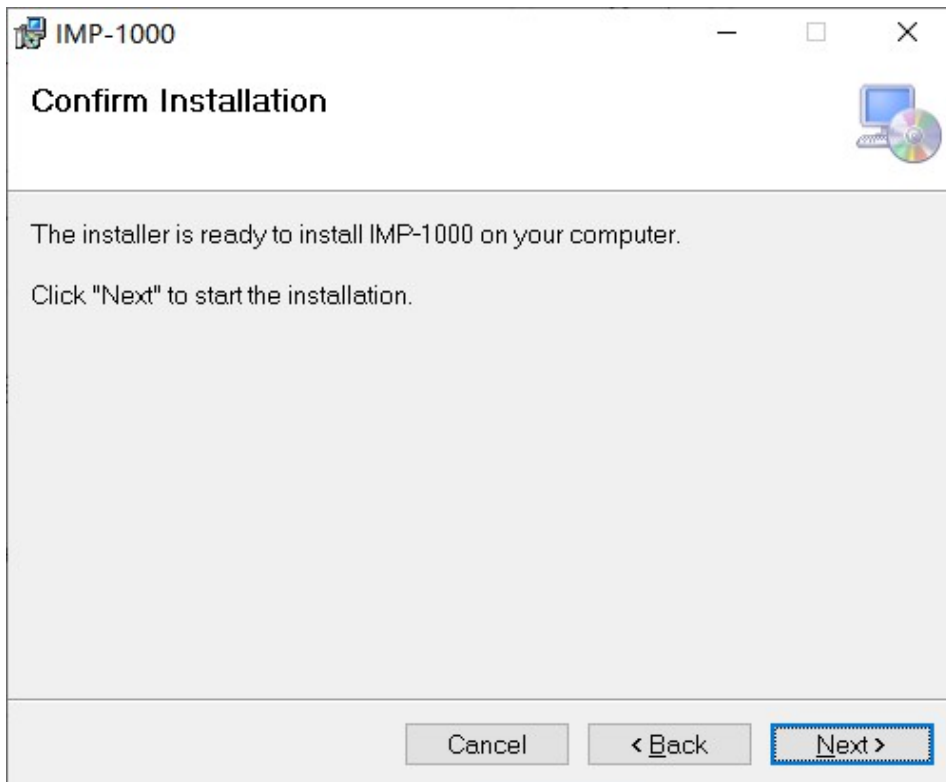 IMP-1000
Confirm Installation
The installer is ready to install IMP-1000 on your computer.
Click "Next" to start the installation.
Cancel
< Back
Next >